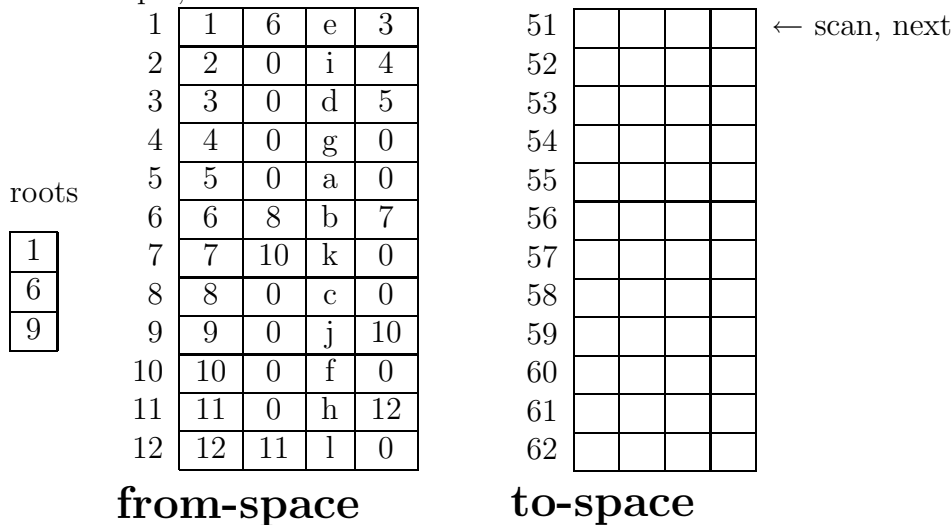 1 1 6 e 3 51 ← scan, next
2 2 0 i 4 52
3 3 0 d 5 53
4 4 0 g 0 54
5 5 0 a 0 55
roots
6 6 8 b 7 56
1 7 7 10 k 0 57
6 8 8 0 c 0 58
9 9 9 0 j 10 59
10 10 0 f 0 60
11 11 0 h 12 61
12 12 11 l 0 62
from-space to-space